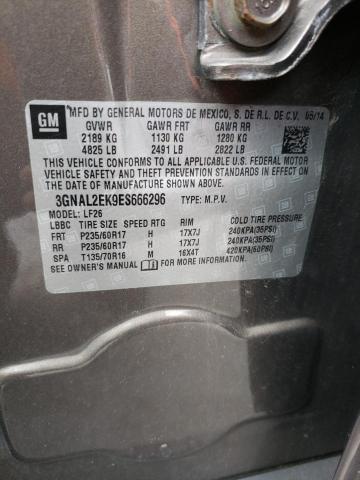 GM
MFD BY GENERAL MOTORS DE MEXICO, S. DE R.L. DE C.V. 05/14
GVWR GAWR FRT GAWR RR
2189 KG 1130 KG 1280 KG
4825 LB 2491 LB 2822 LB
THIS VEHICLE CONFORMS TO ALL APPLICABLE U.S. FEDERAL MOTOR VEHICLE
SAFETY AND THEFT PREVENTION STANDARDS IN EFFECT ON THE DATE OF
MANUFACTURE SHOWN ABOVE.
3GNAL2EK9ES666296 TYPE: M.P.V.
MODEL: LF26
LBBC TIRE SIZE SPEED RTG RIM COLD TIRE PRESSURE
FRT P235/60R17 H 17X7J 240KPA(35PSI)
RR P235/60R17 H 17X7J 240KPA(35PSI)
SPA T135/70R16 M 16X4T 420KPA(60PSI)
SEE OWNER'S MANUAL FOR MORE INFORMATION.